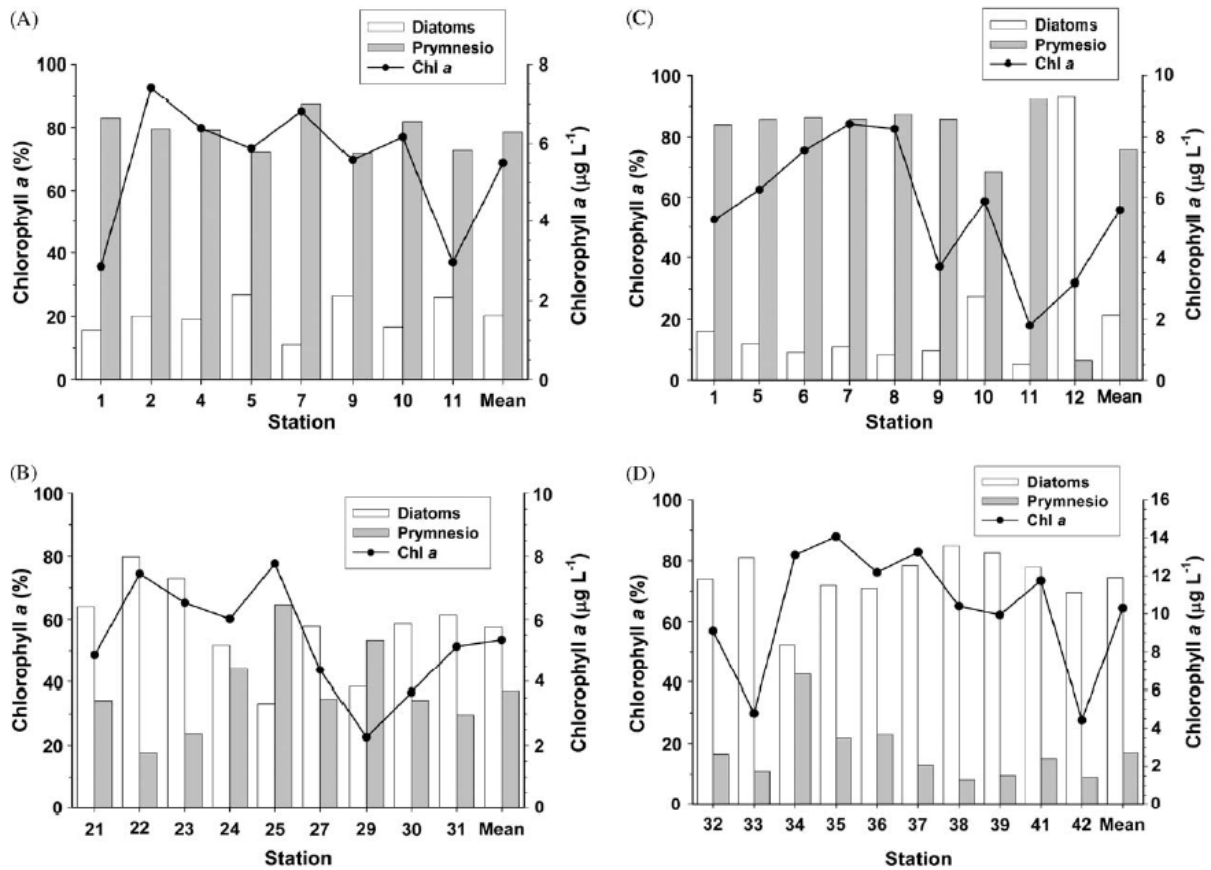 (A)
Diatoms
Prymnesio
Chl a
Chlorophyll a (%)
100
80
60
40
20
0
Chlorophyll a (μg L-1)
8
6
4
2
0
1 2 4 5 7 9 10 11 Mean
Station
(C)
Diatoms
Prymesio
Chl a
Chlorophyll a (%)
100
80
60
40
20
0
Chlorophyll a (μg L-1)
10
8
6
4
2
0
1 5 6 7 8 9 10 11 12 Mean
Station
(B)
Diatoms
Prymnesio
Chl a
Chlorophyll a (%)
100
80
60
40
20
0
Chlorophyll a (μg L-1)
10
8
6
4
2
0
21 22 23 24 25 27 29 30 31 Mean
Station
(D)
Diatoms
Prymnesio
Chl a
Chlorophyll a (%)
100
80
60
40
20
0
Chlorophyll a (μg L-1)
16
14
12
10
8
6
4
2
0
32 33 34 35 36 37 38 39 41 42 Mean
Station